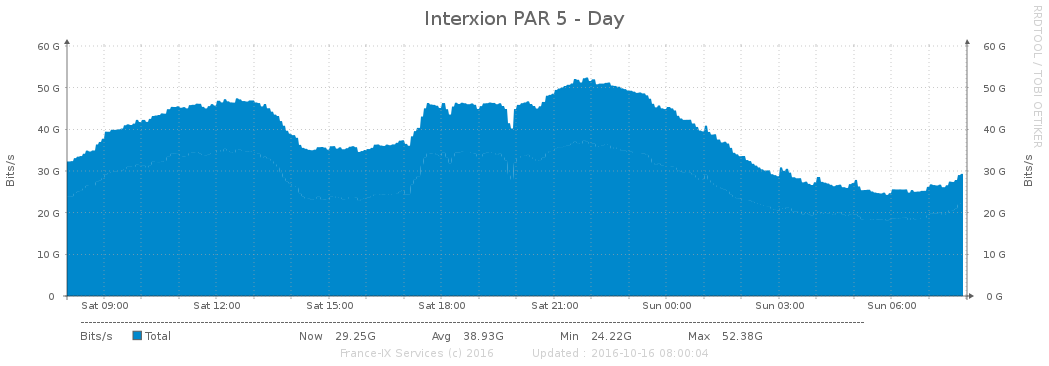 Interxion PAR 5 - Day
RRDTOOL / TOBI OETIKER
60 G 60 G
50 G 50 G
40 G 40 G
30 G 30 G
20 G 20 G
10 G 10 G
0 0 G
Bits/s Bits/s
Sat 09:00 Sat 12:00 Sat 15:00 Sat 18:00 Sat 21:00 Sun 00:00 Sun 03:00 Sun 06:00
Bits/s Total Now 29.25G Avg 38.93G Min 24.22G Max 52.38G
France-IX Services (c) 2016 Updated : 2016-10-16 08:00:04